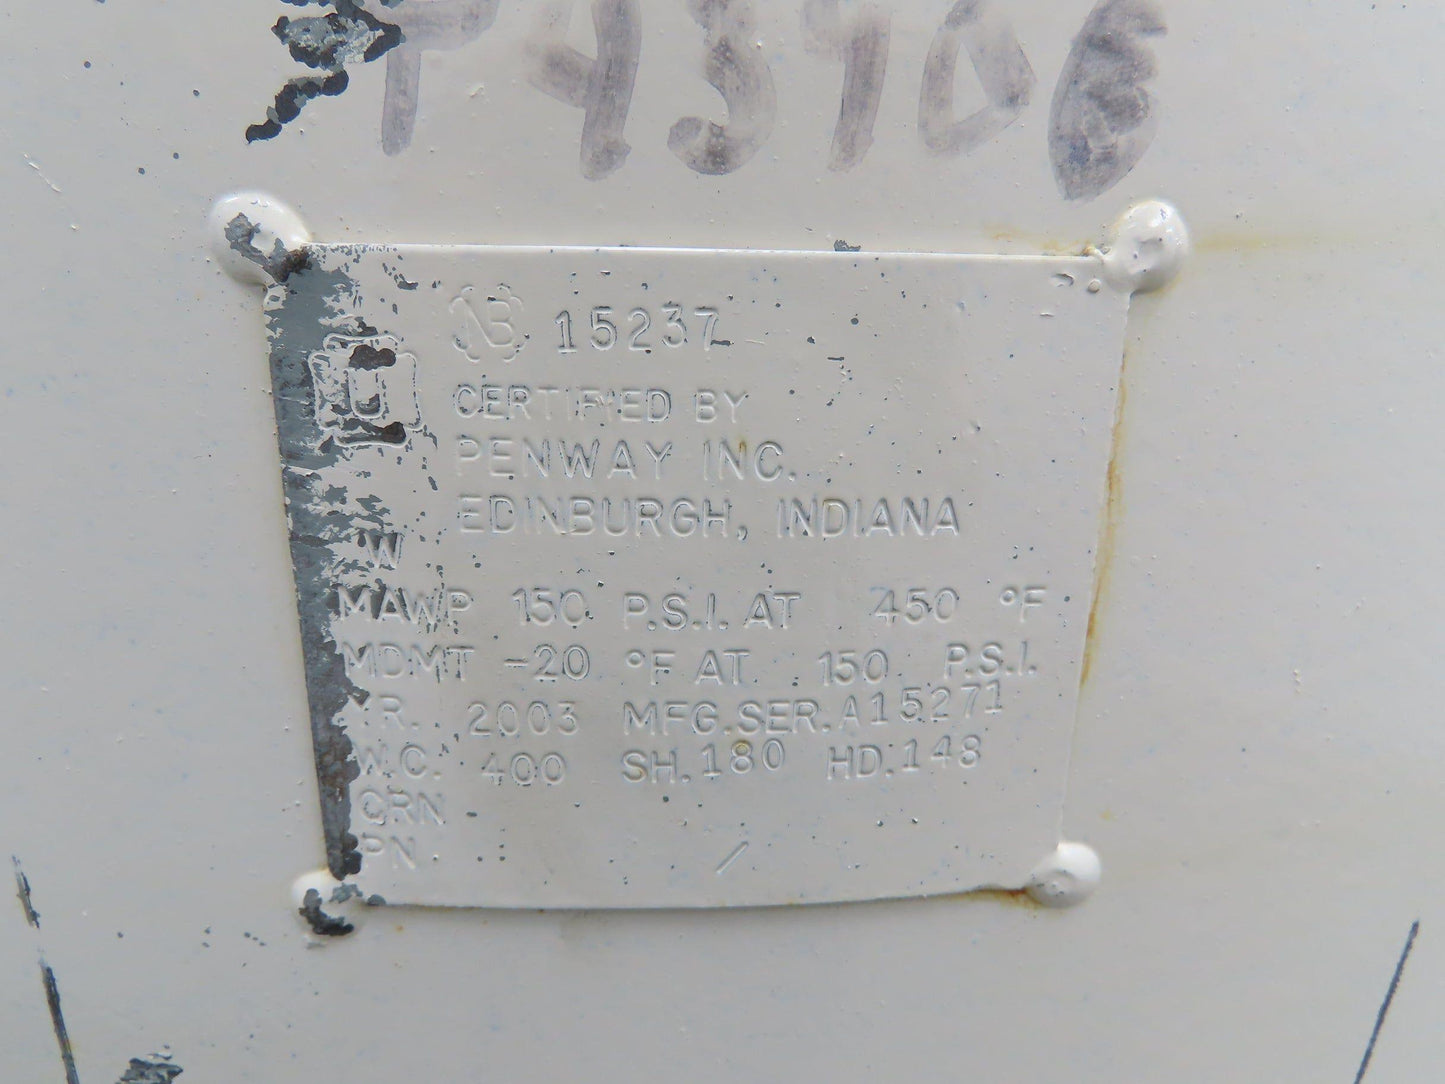 NB 15237
U
CERTIFIED BY
PENWAY INC.
EDINBURGH, INDIANA
W
MAWP 150 P.S.I. AT 450 °F
MDMT -20 °F AT 150 P.S.I.
YR. 2003 MFG.SER. A15271
W.C. 400 SH. 180 HD. 148
CRN
PN /